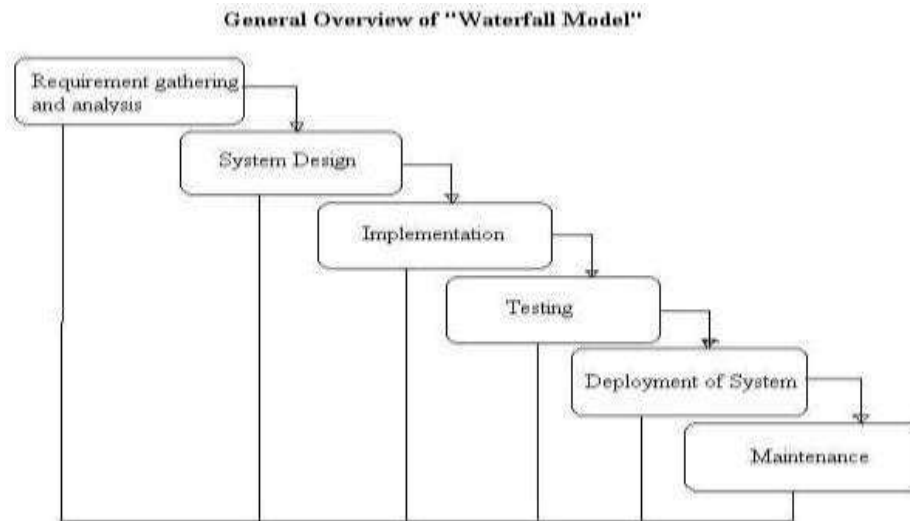 General Overview of "Waterfall Model"
Requirement gathering
and analysis
System Design
Implementation
Testing
Deployment of System
Maintenance